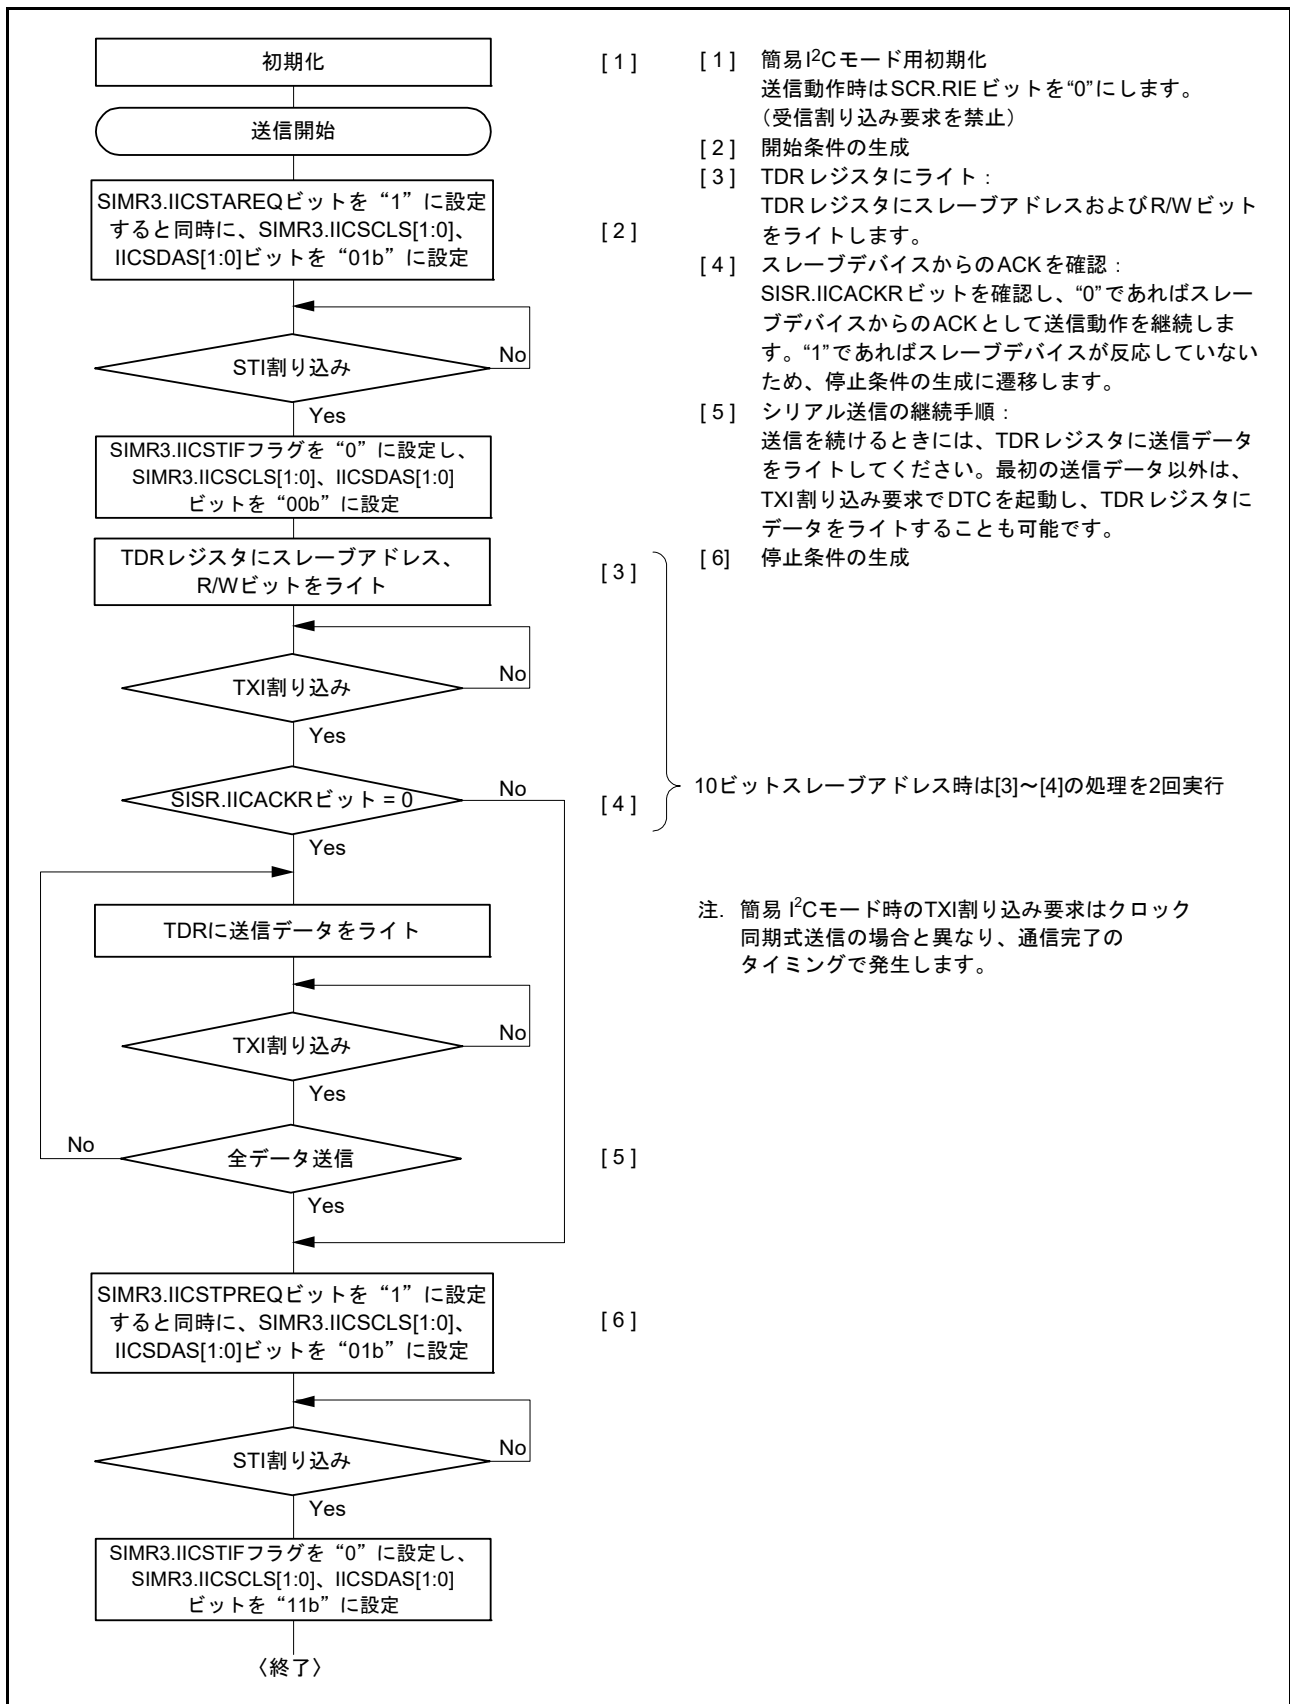 初期化
[ 1 ]
送信開始
SIMR3.IICSTAREQビットを“1”に設定
すると同時に、SIMR3.IICSCLS[1:0]、
IICSDAS[1:0]ビットを“01b”に設定
[ 2 ]
STI割り込み
No
Yes
SIMR3.IICSTIFフラグを“0”に設定し、
SIMR3.IICSCLS[1:0]、IICSDAS[1:0]
ビットを“00b”に設定
TDRレジスタにスレーブアドレス、
R/Wビットをライト
[ 3 ]
TXI割り込み
No
Yes
SISR.IICACKRビット = 0
No
[ 4 ]
Yes
10ビットスレーブアドレス時は[3]～[4]の処理を2回実行
TDRに送信データをライト
TXI割り込み
No
Yes
全データ送信
No
[ 5 ]
Yes
SIMR3.IICSTPREQビットを“1”に設定
すると同時に、SIMR3.IICSCLS[1:0]、
IICSDAS[1:0]ビットを“01b”に設定
[ 6 ]
STI割り込み
No
Yes
SIMR3.IICSTIFフラグを“0”に設定し、
SIMR3.IICSCLS[1:0]、IICSDAS[1:0]
ビットを“11b”に設定
〈終了〉
[ 1 ] 簡易I²Cモード用初期化
送信動作時はSCR.RIEビットを“0”にします。
（受信割り込み要求を禁止）
[ 2 ] 開始条件の生成
[ 3 ] TDRレジスタにライト：
TDRレジスタにスレーブアドレスおよびR/Wビット
をライトします。
[ 4 ] スレーブデバイスからのACKを確認：
SISR.IICACKRビットを確認し、“0”であればスレー
ブデバイスからのACKとして送信動作を継続しま
す。“1”であればスレーブデバイスが反応していない
ため、停止条件の生成に遷移します。
[ 5 ] シリアル送信の継続手順：
送信を続けるときには、TDRレジスタに送信データ
をライトしてください。最初の送信データ以外は、
TXI割り込み要求でDTCを起動し、TDRレジスタに
データをライトすることも可能です。
[ 6] 停止条件の生成
注. 簡易 I²Cモード時のTXI割り込み要求はクロック
同期式送信の場合と異なり、通信完了の
タイミングで発生します。